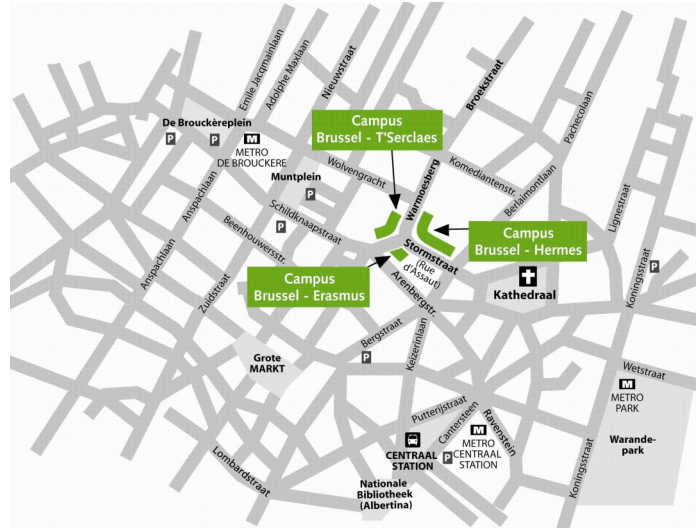 Emile Jacqmainlaan
Adolphe Maxlaan
Nieuwstraat
Broekstraat
Pachecolaan
De Brouckèreplein
P
P
M
METRO
DE BROUCKERE
Campus
Brussel - T'Serclaes
Wolvengracht
Muntplein
P
Komediantenstr.
Berlaimontlaan
Lignestraat
Warmoesberg
Anspachlaan
Schildknaapstraat
P
Beenhouwersstr.
Campus
Brussel - Hermes
Stormstraat
(Rue
d'Assaut)
Koningsstraat
P
Anspachlaan
Zuidstraat
Campus
Brussel - Erasmus
Arenbergstr.
Kathedraal
Bergstraat
P
Keizerinlaan
Grote
MARKT
Wetstraat
M
METRO
PARK
Putterijstraat
Cantersteen
Ravenstein
CENTRAAL
STATION
P
M
METRO
CENTRAAL
STATION
Koningsstraat
Warande-
park
Lombardstraat
Nationale
Bibliotheek
(Albertina)